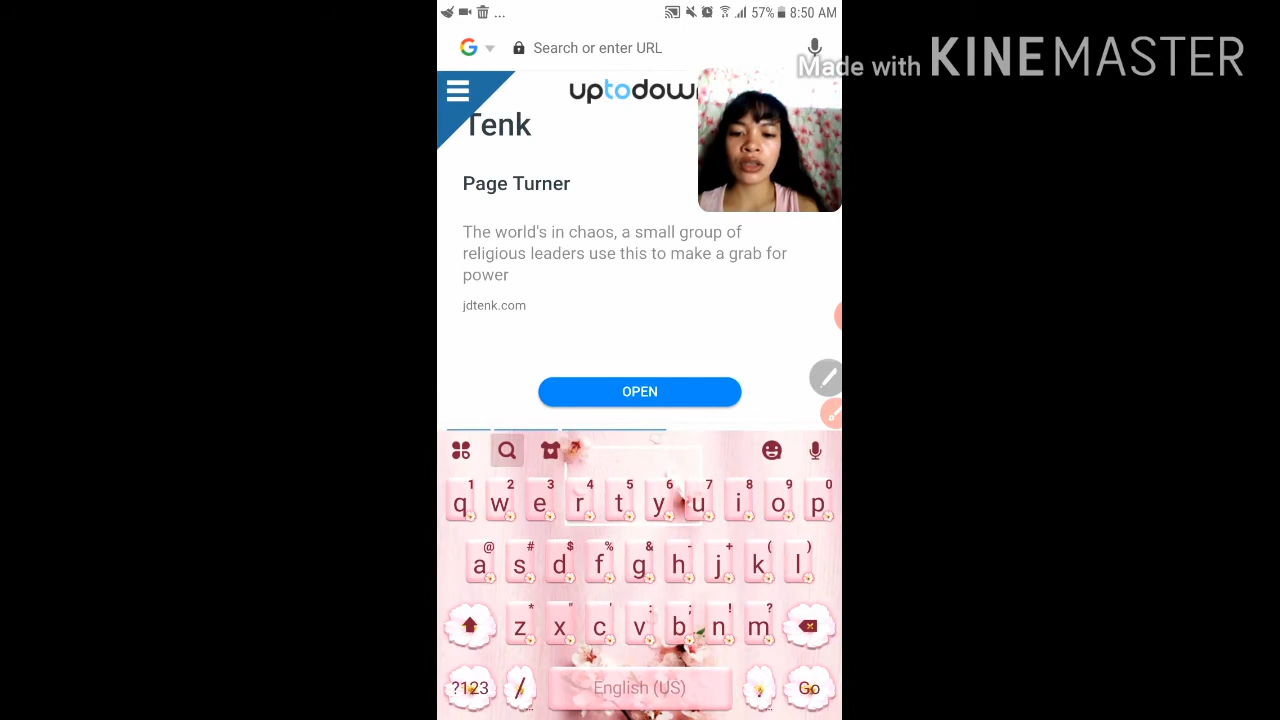 ... 57% 8:50 AM
Search or enter URL
Made with KINEMASTER
uptodow
Tenk
Page Turner
The world's in chaos, a small group of
religious leaders use this to make a grab for
power
jdtenk.com
OPEN
1 2 3 4 5 6 7 8 9 0
q w e r t y u i o p
@ # $ % & - + ( )
a s d f g h j k l
* " ' : ; ! ?
z x c v b n m
?123 / English (US) , Go